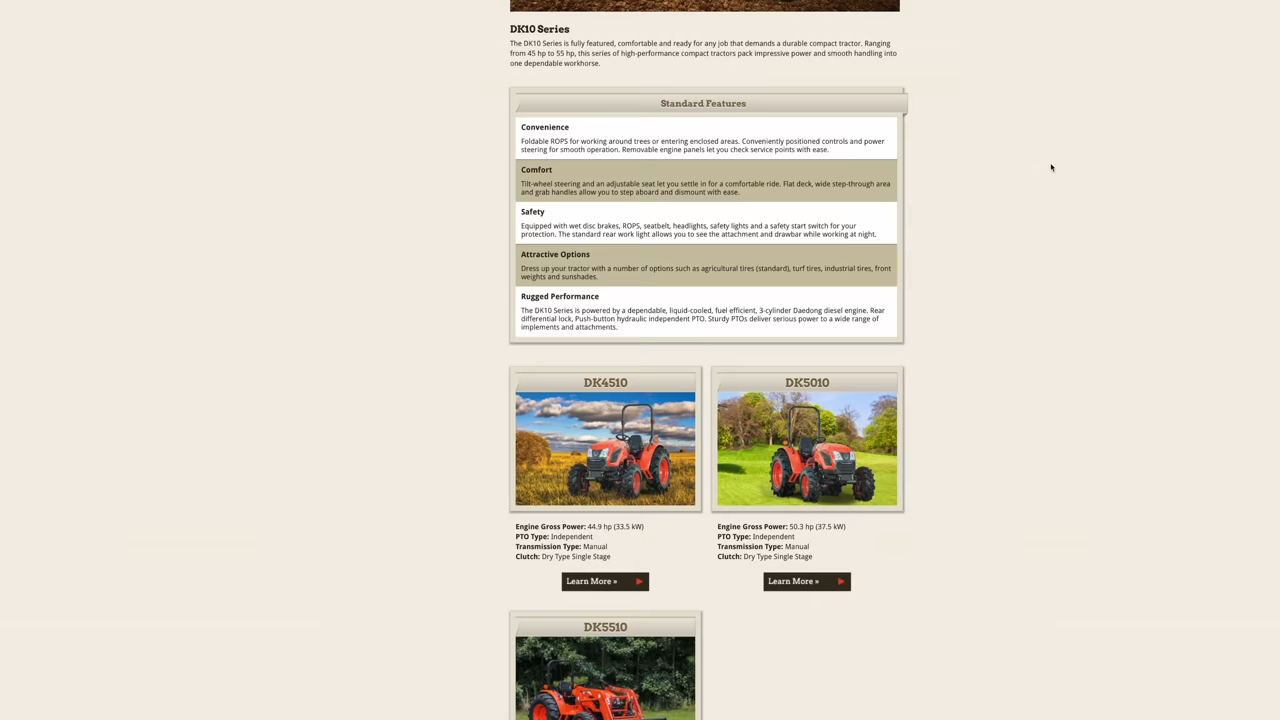 DK10 Series
The DK10 Series is fully featured, comfortable and ready for any job that demands a durable compact tractor. Ranging
from 45 hp to 55 hp, this series of high-performance compact tractors pack impressive power and smooth handling into
one dependable workhorse.
Standard Features
Convenience
Foldable ROPS for working around trees or entering enclosed areas. Conveniently positioned controls and power
steering for smooth operation. Removable engine panels let you check service points with ease.
Comfort
Tilt-wheel steering and an adjustable seat let you settle in for a comfortable ride. Flat deck, wide step-through area
and grab handles allow you to step aboard and dismount with ease.
Safety
Equipped with wet disc brakes, ROPS, seatbelt, headlights, safety lights and a safety start switch for your
protection. The standard rear work light allows you to see the attachment and drawbar while working at night.
Attractive Options
Dress up your tractor with a number of options such as agricultural tires (standard), turf tires, industrial tires, front
weights and sunshades.
Rugged Performance
The DK10 Series is powered by a dependable, liquid-cooled, fuel efficient, 3-cylinder Daedong diesel engine. Rear
differential lock, Push-button hydraulic independent PTO. Sturdy PTOs deliver serious power to a wide range of
implements and attachments.
DK4510
Engine Gross Power: 44.9 hp (33.5 kW)
PTO Type: Independent
Transmission Type: Manual
Clutch: Dry Type Single Stage
Learn More »
DK5010
Engine Gross Power: 50.3 hp (37.5 kW)
PTO Type: Independent
Transmission Type: Manual
Clutch: Dry Type Single Stage
Learn More »
DK5510